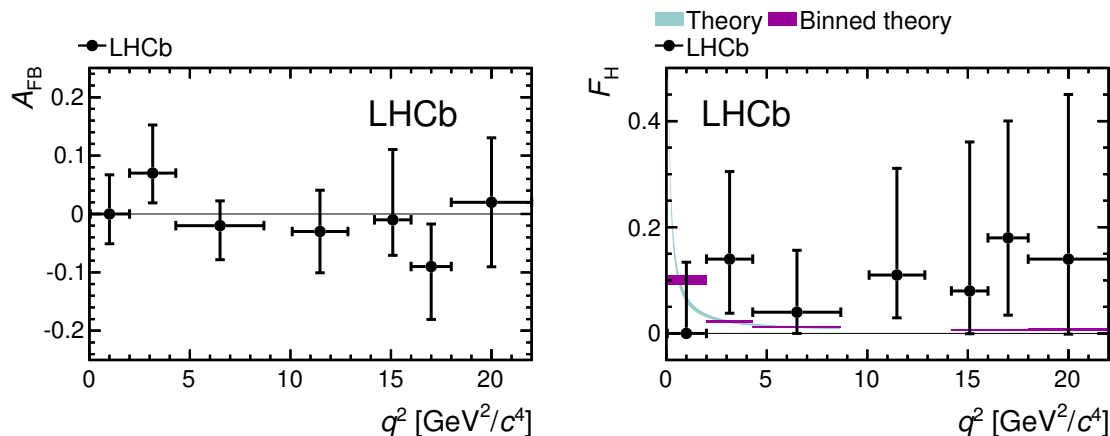 LHCb
A_FB
LHCb
0.2
0.1
0
-0.1
-0.2
0 5 10 15 20
q² [GeV²/c⁴]
Theory Binned theory
LHCb
F_H
LHCb
0.4
0.2
0
0 5 10 15 20
q² [GeV²/c⁴]